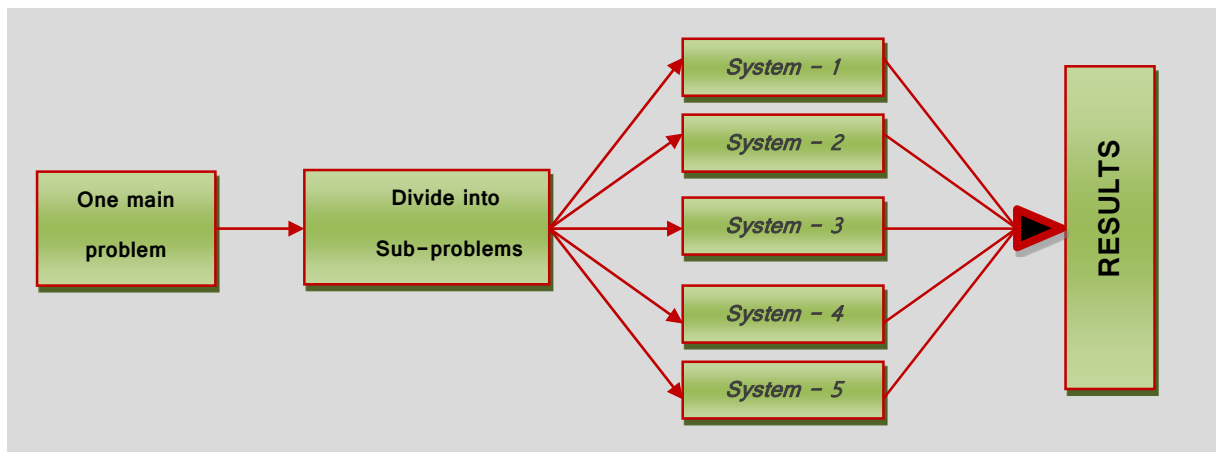 One main
problem
Divide into
Sub-problems
System - 1
System - 2
System - 3
System - 4
System - 5
RESULTS